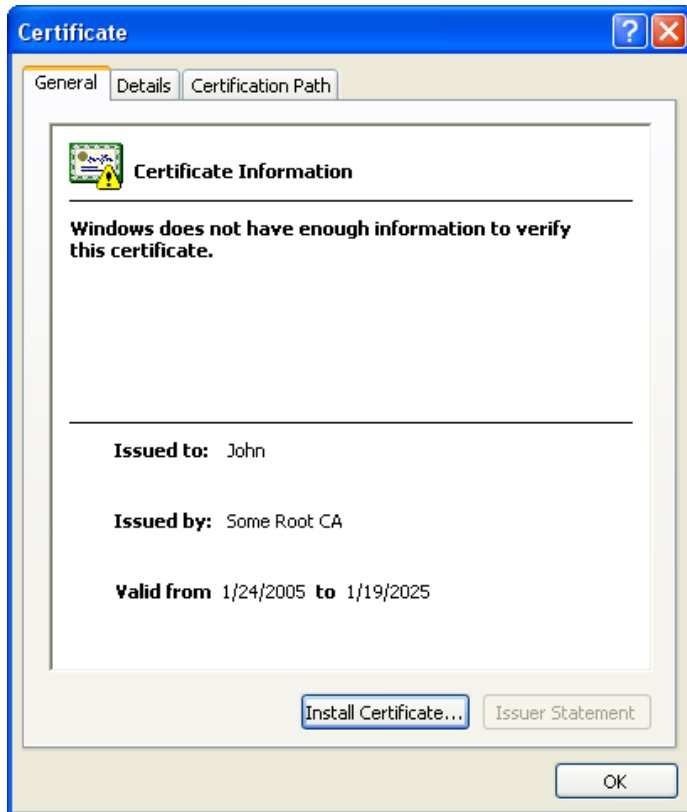 Certificate
General Details Certification Path
Certificate Information
Windows does not have enough information to verify
this certificate.
Issued to: John
Issued by: Some Root CA
Valid from 1/24/2005 to 1/19/2025
Install Certificate... Issuer Statement
OK